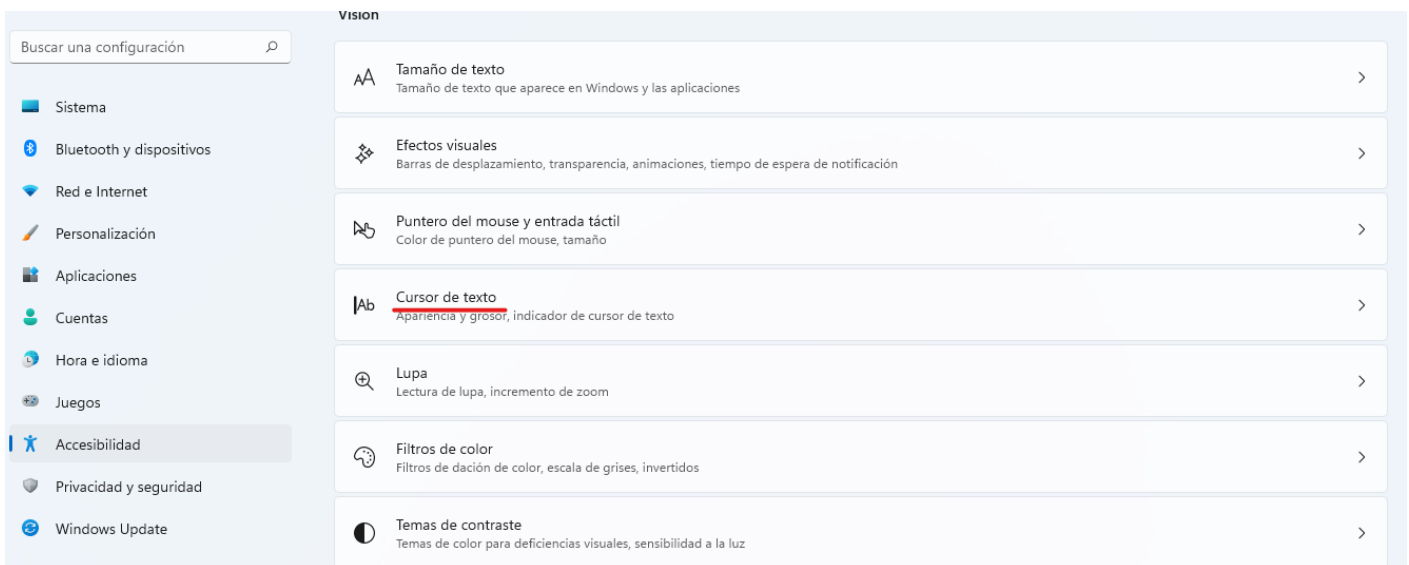 Visión
Buscar una configuración
Sistema
Bluetooth y dispositivos
Red e Internet
Personalización
Aplicaciones
Cuentas
Hora e idioma
Juegos
Accesibilidad
Privacidad y seguridad
Windows Update
Tamaño de texto
Tamaño de texto que aparece en Windows y las aplicaciones
Efectos visuales
Barras de desplazamiento, transparencia, animaciones, tiempo de espera de notificación
Puntero del mouse y entrada táctil
Color de puntero del mouse, tamaño
Ab
Cursor de texto
Apariencia y grosor, indicador de cursor de texto
Lupa
Lectura de lupa, incremento de zoom
Filtros de color
Filtros de dación de color, escala de grises, invertidos
Temas de contraste
Temas de color para deficiencias visuales, sensibilidad a la luz